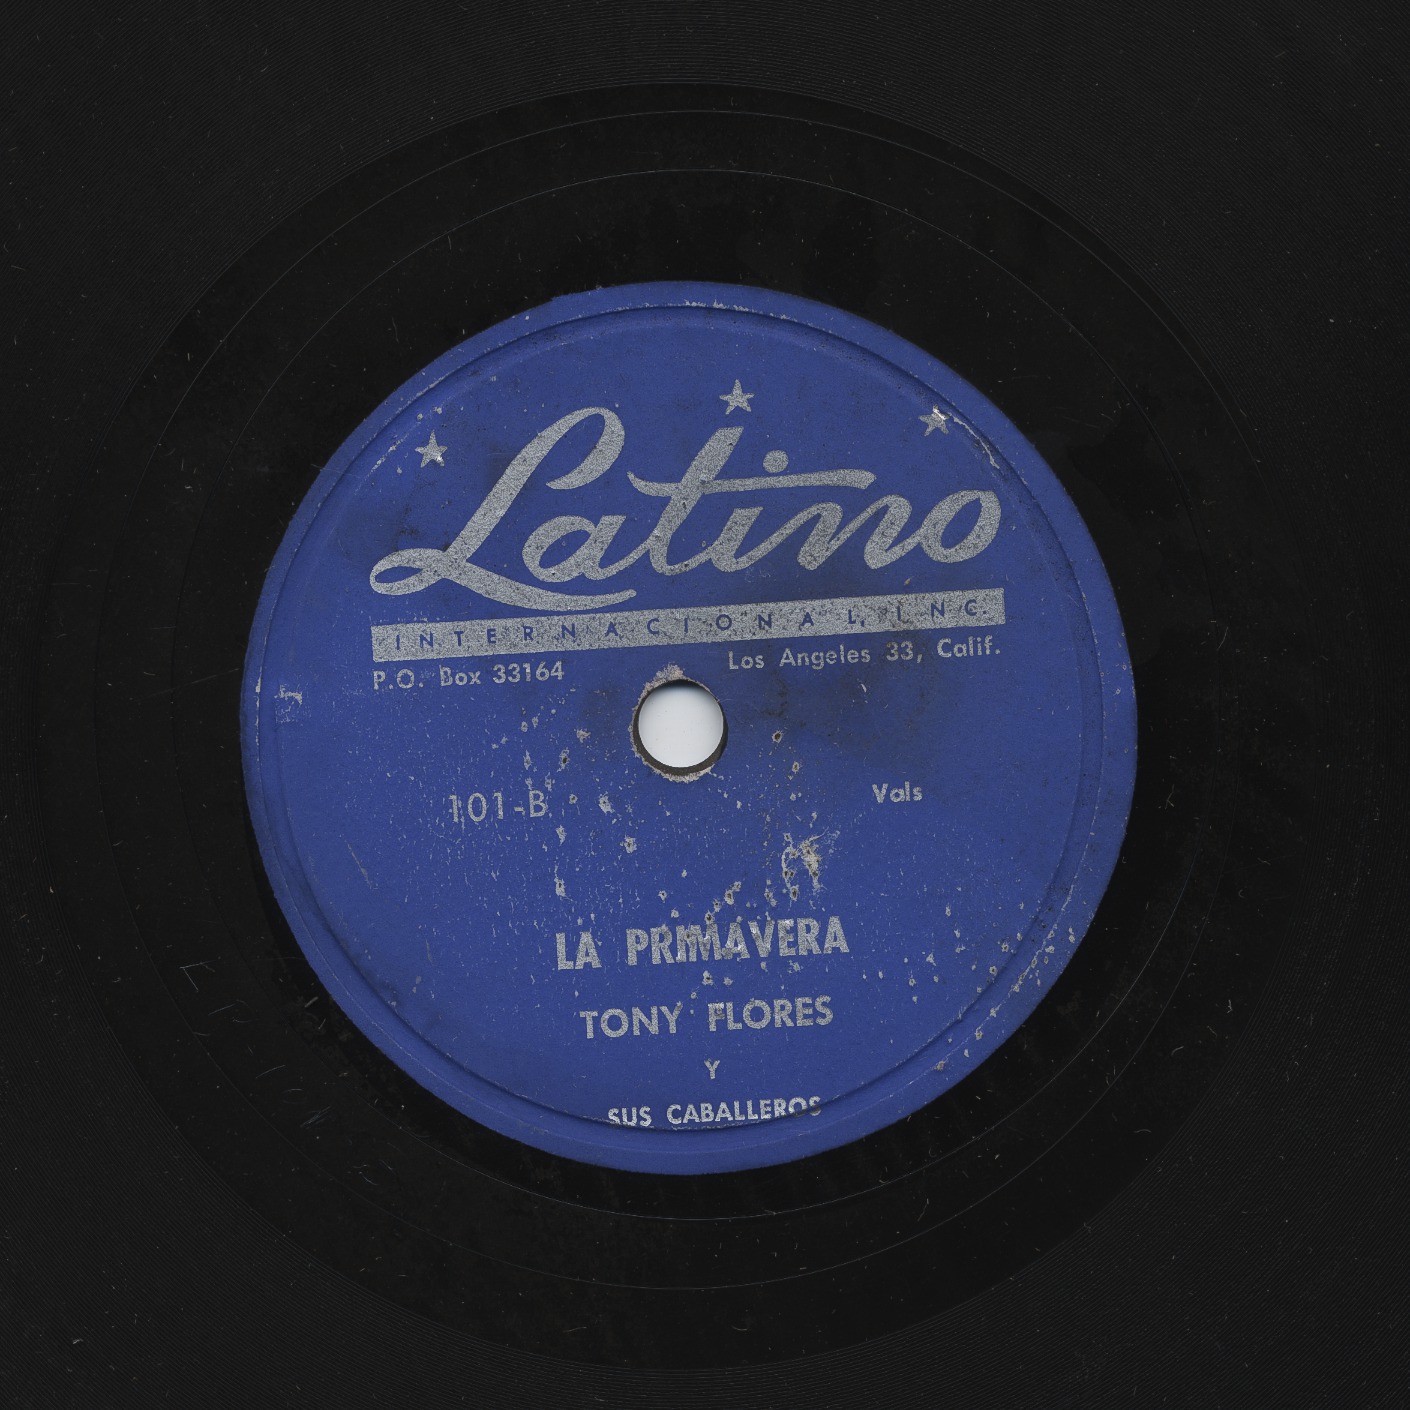 Latino
INTERNACIONAL, INC.
P.O. Box 33164 Los Angeles 33, Calif.
101-B Vals
LA PRIMAVERA
TONY FLORES
Y
SUS CABALLEROS